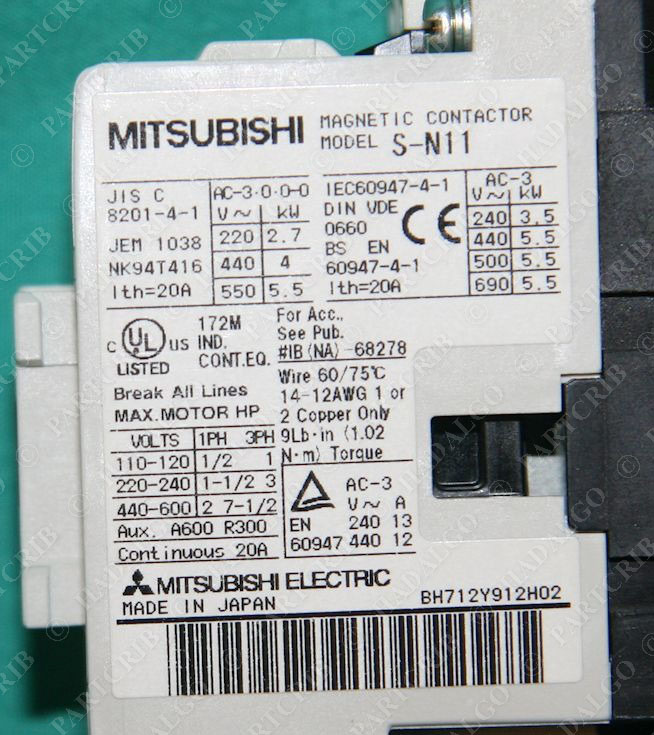 MITSUBISHI
MAGNETIC CONTACTOR
MODEL S-N11
JIS C
8201-4-1
JEM 1038
NK94T416
Ith=20A
AC-3·0·0-0
V~ kW
220 2.7
440 4
550 5.5
IEC60947-4-1
DIN VDE
0660
BS EN
60947-4-1
Ith=20A
CE
AC-3
V~ kW
240 3.5
440 5.5
500 5.5
690 5.5
C UL US
LISTED
172M
IND.
CONT.EQ.
For Acc.,
See Pub.
#IB(NA)-68278
Break All Lines
MAX.MOTOR HP
VOLTS 1PH 3PH
110-120 1/2 1
220-240 1-1/2 3
440-600 2 7-1/2
Aux. A600 R300
Continuous 20A
Wire 60/75℃
14-12AWG 1 or
2 Copper Only
9Lb·in (1.02
N·m) Torque
AC-3
V~ A
EN 240 13
60947 440 12
MITSUBISHI ELECTRIC
MADE IN JAPAN
BH712Y912H02
© PARTCRIB
© HADALGO